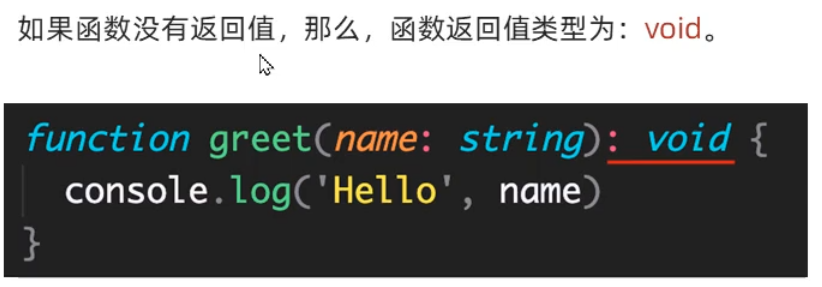 如果函数没有返回值，那么，函数返回值类型为：void。
function greet(name: string): void {
  console.log('Hello', name)
}